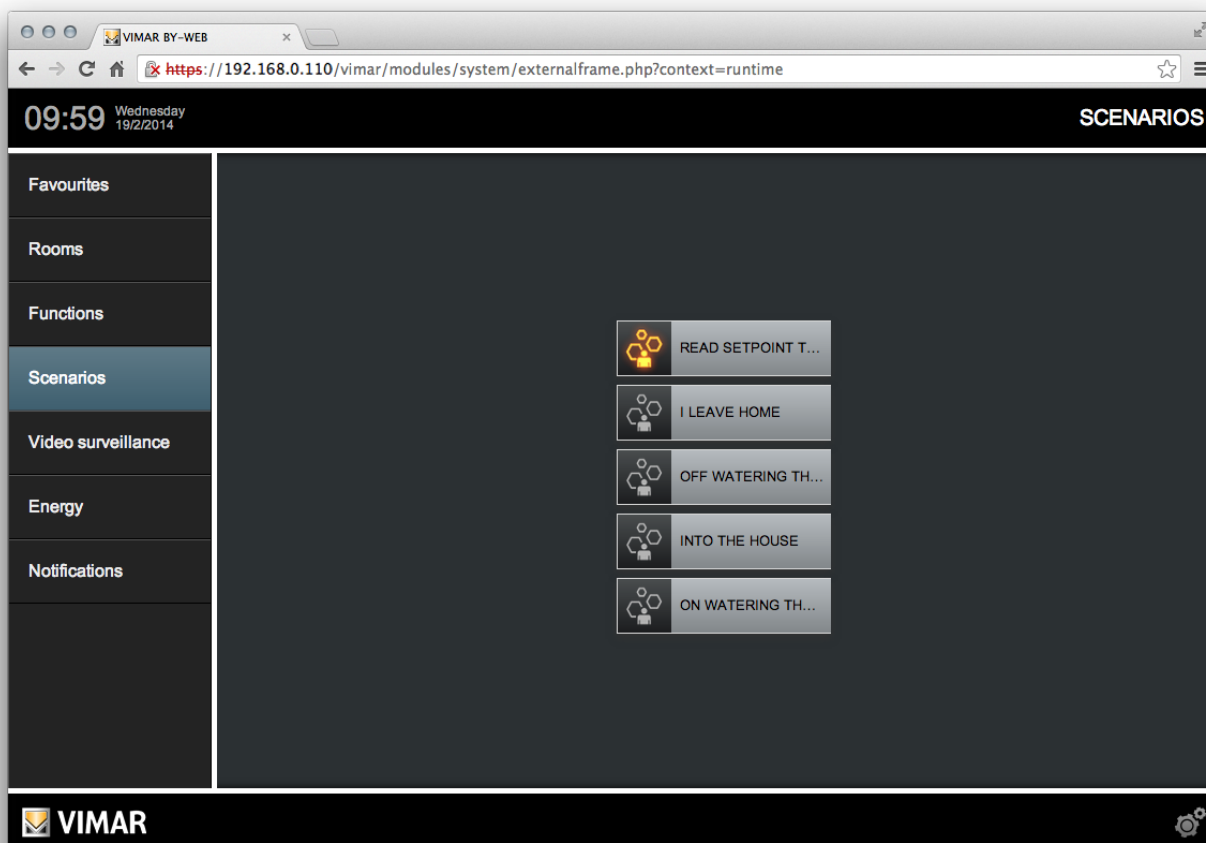 VIMAR BY-WEB
https://192.168.0.110/vimar/modules/system/externalframe.php?context=runtime
09:59
Wednesday
19/2/2014
SCENARIOS
Favourites
Rooms
Functions
Scenarios
Video surveillance
Energy
Notifications
READ SETPOINT T...
I LEAVE HOME
OFF WATERING TH...
INTO THE HOUSE
ON WATERING TH...
VIMAR